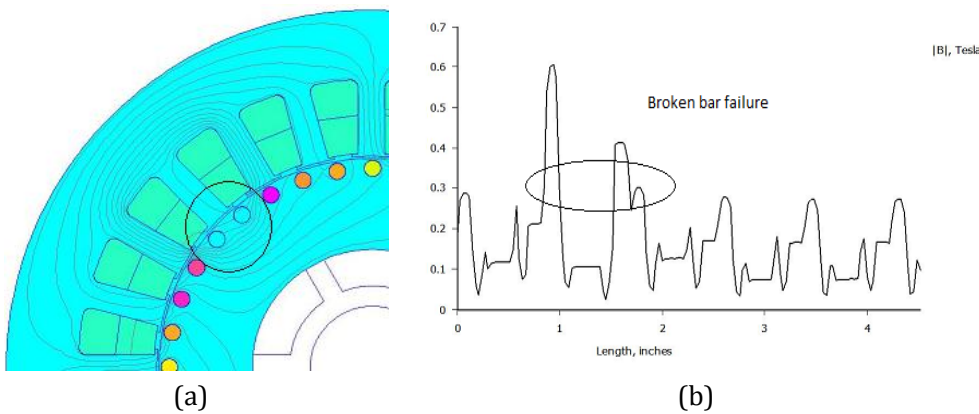 0.7
0.6
0.5
0.4
0.3
0.2
0.1
0
0
1
2
3
4
|B|, Tesla
Broken bar failure
Length, inches
(a)
(b)